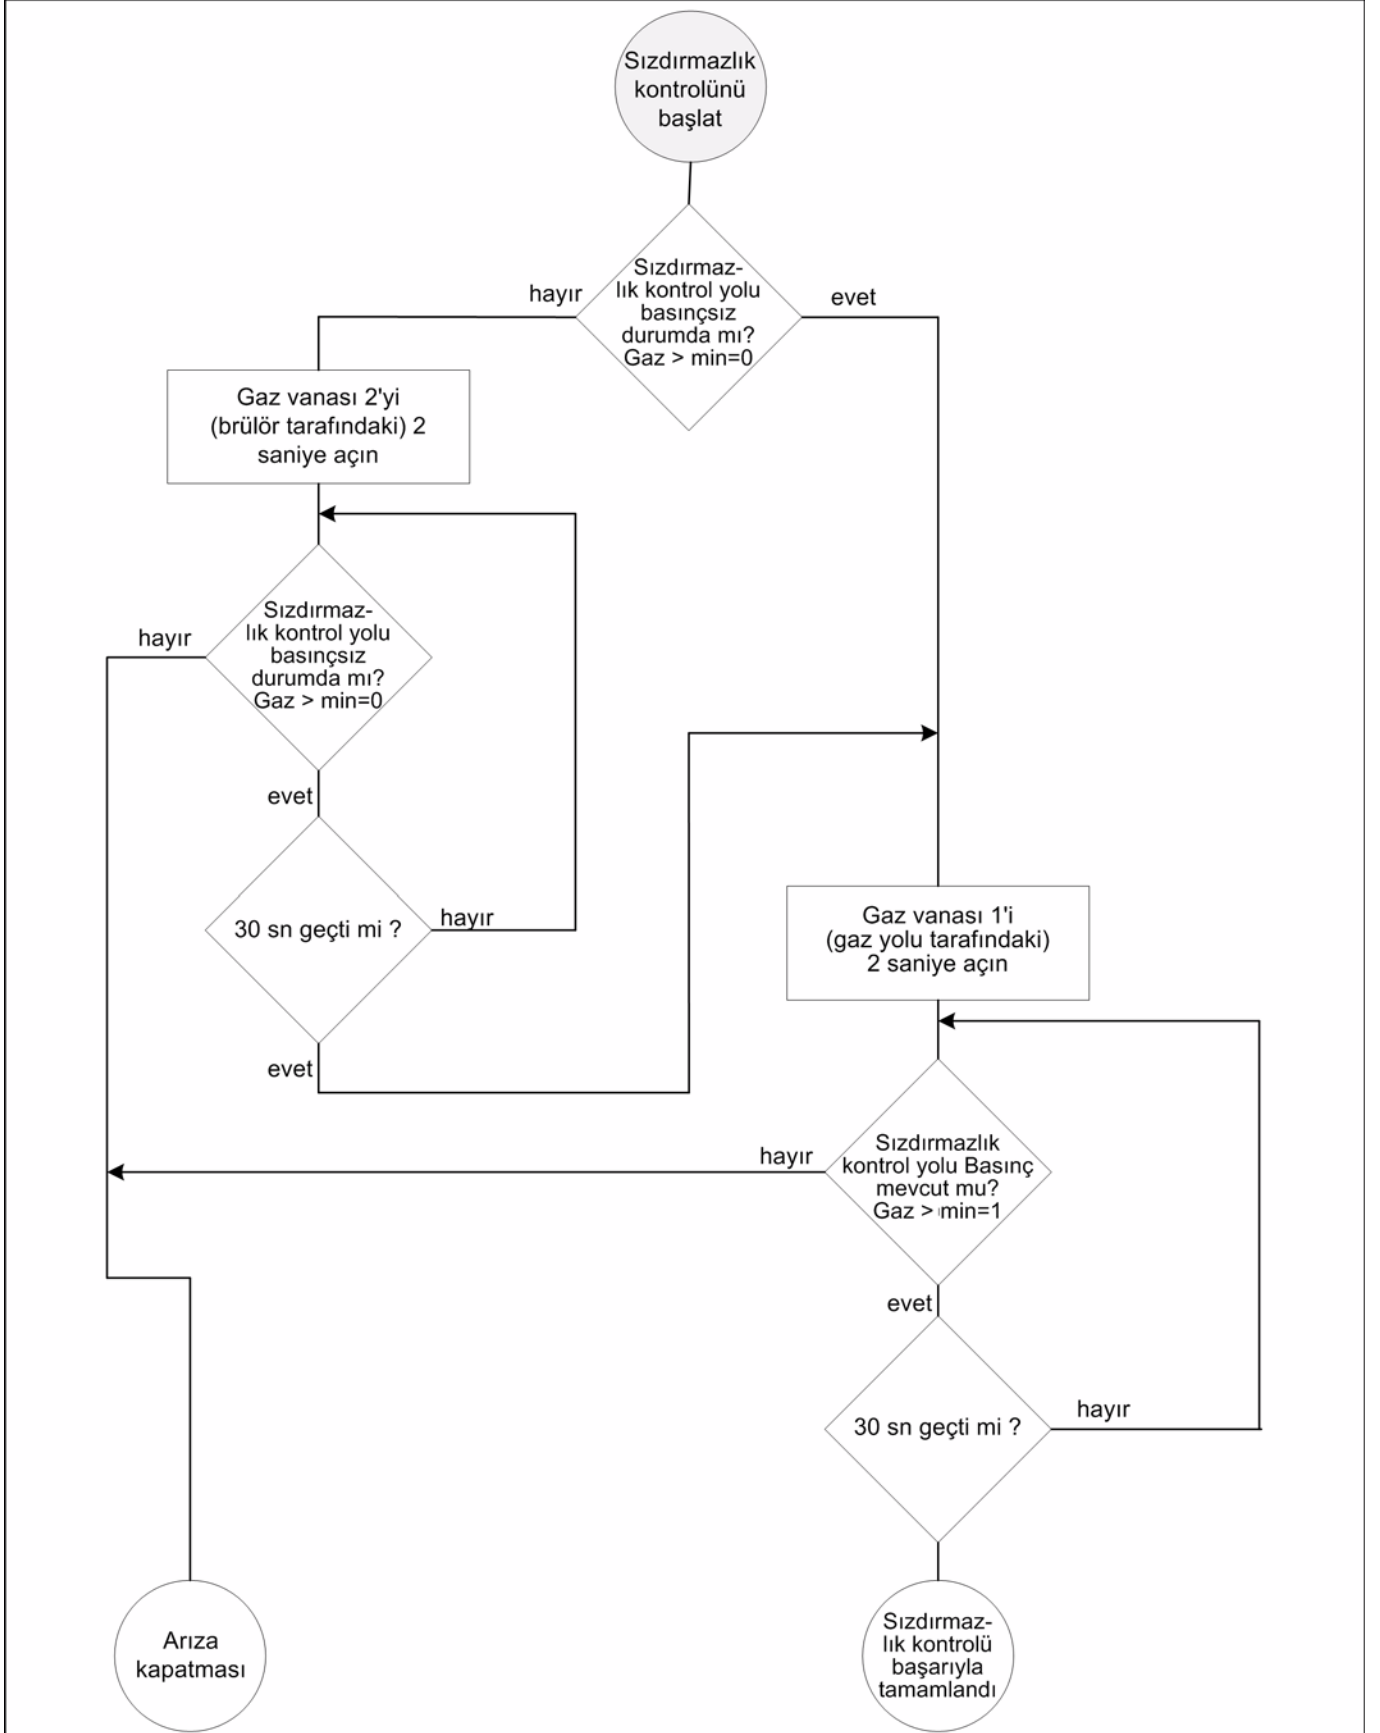 Sızdırmazlık
kontrolünü
başlat
Sızdırmaz-
lık kontrol yolu
basınçsız
durumda mı?
Gaz > min=0
hayır
evet
Gaz vanası 2'yi
(brülör tarafındaki) 2
saniye açın
Sızdırmaz-
lık kontrol yolu
basınçsız
durumda mı?
Gaz > min=0
hayır
evet
30 sn geçti mi ?
hayır
evet
Gaz vanası 1'i
(gaz yolu tarafındaki)
2 saniye açın
Sızdırmazlık
kontrol yolu Basınç
mevcut mu?
Gaz > min=1
hayır
evet
30 sn geçti mi ?
hayır
Arıza
kapatması
Sızdırmaz-
lık kontrolü
başarıyla
tamamlandı